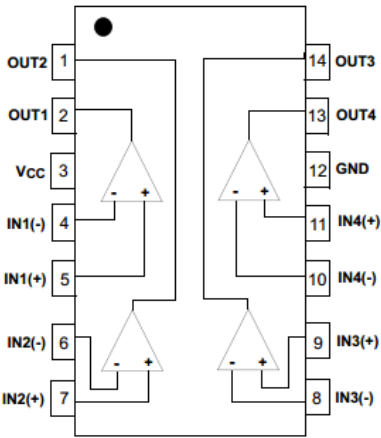 OUT2 1 14 OUT3
OUT1 2 13 OUT4
VCC 3 12 GND
- + - +
IN1(-) 4 11 IN4(+)
IN1(+) 5 10 IN4(-)
IN2(-) 6 9 IN3(+)
- + - +
IN2(+) 7 8 IN3(-)